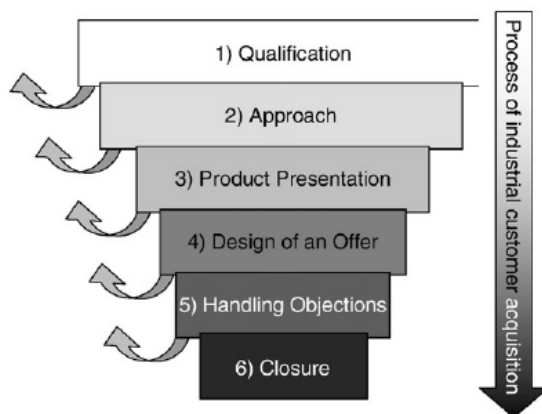 1) Qualification
2) Approach
3) Product Presentation
4) Design of an Offer
5) Handling Objections
6) Closure
Process of industrial customer acquisition